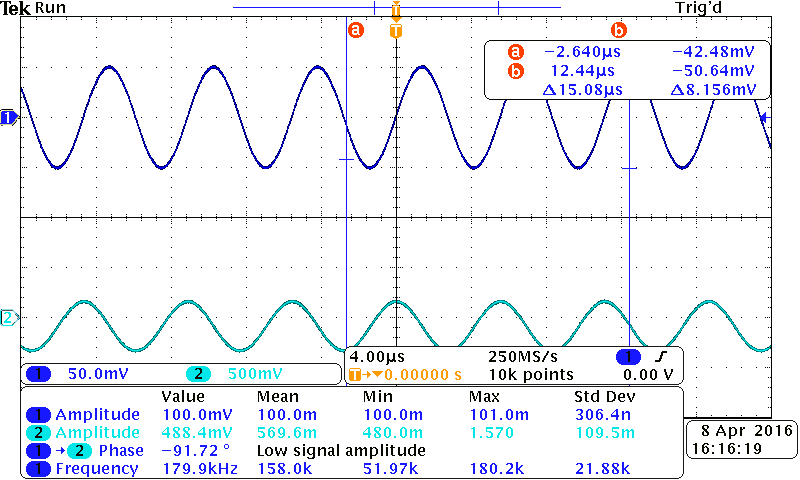 Tek Run Trig'd
T
a b T
a −2.640µs −42.48mV
b 12.44µs −50.64mV
Δ15.08µs Δ8.156mV
1
2
1 50.0mV 2 500mV
4.00µs 250MS/s 1
T→▼0.00000 s 10k points 0.00 V
Value Mean Min Max Std Dev
1 Amplitude 100.0mV 100.0m 100.0m 101.0m 306.4n
2 Amplitude 488.4mV 569.6m 480.0m 1.570 109.5m
1 → 2 Phase −91.72 ° Low signal amplitude
1 Frequency 179.9kHz 158.0k 51.97k 180.2k 21.88k
8 Apr 2016
16:16:19